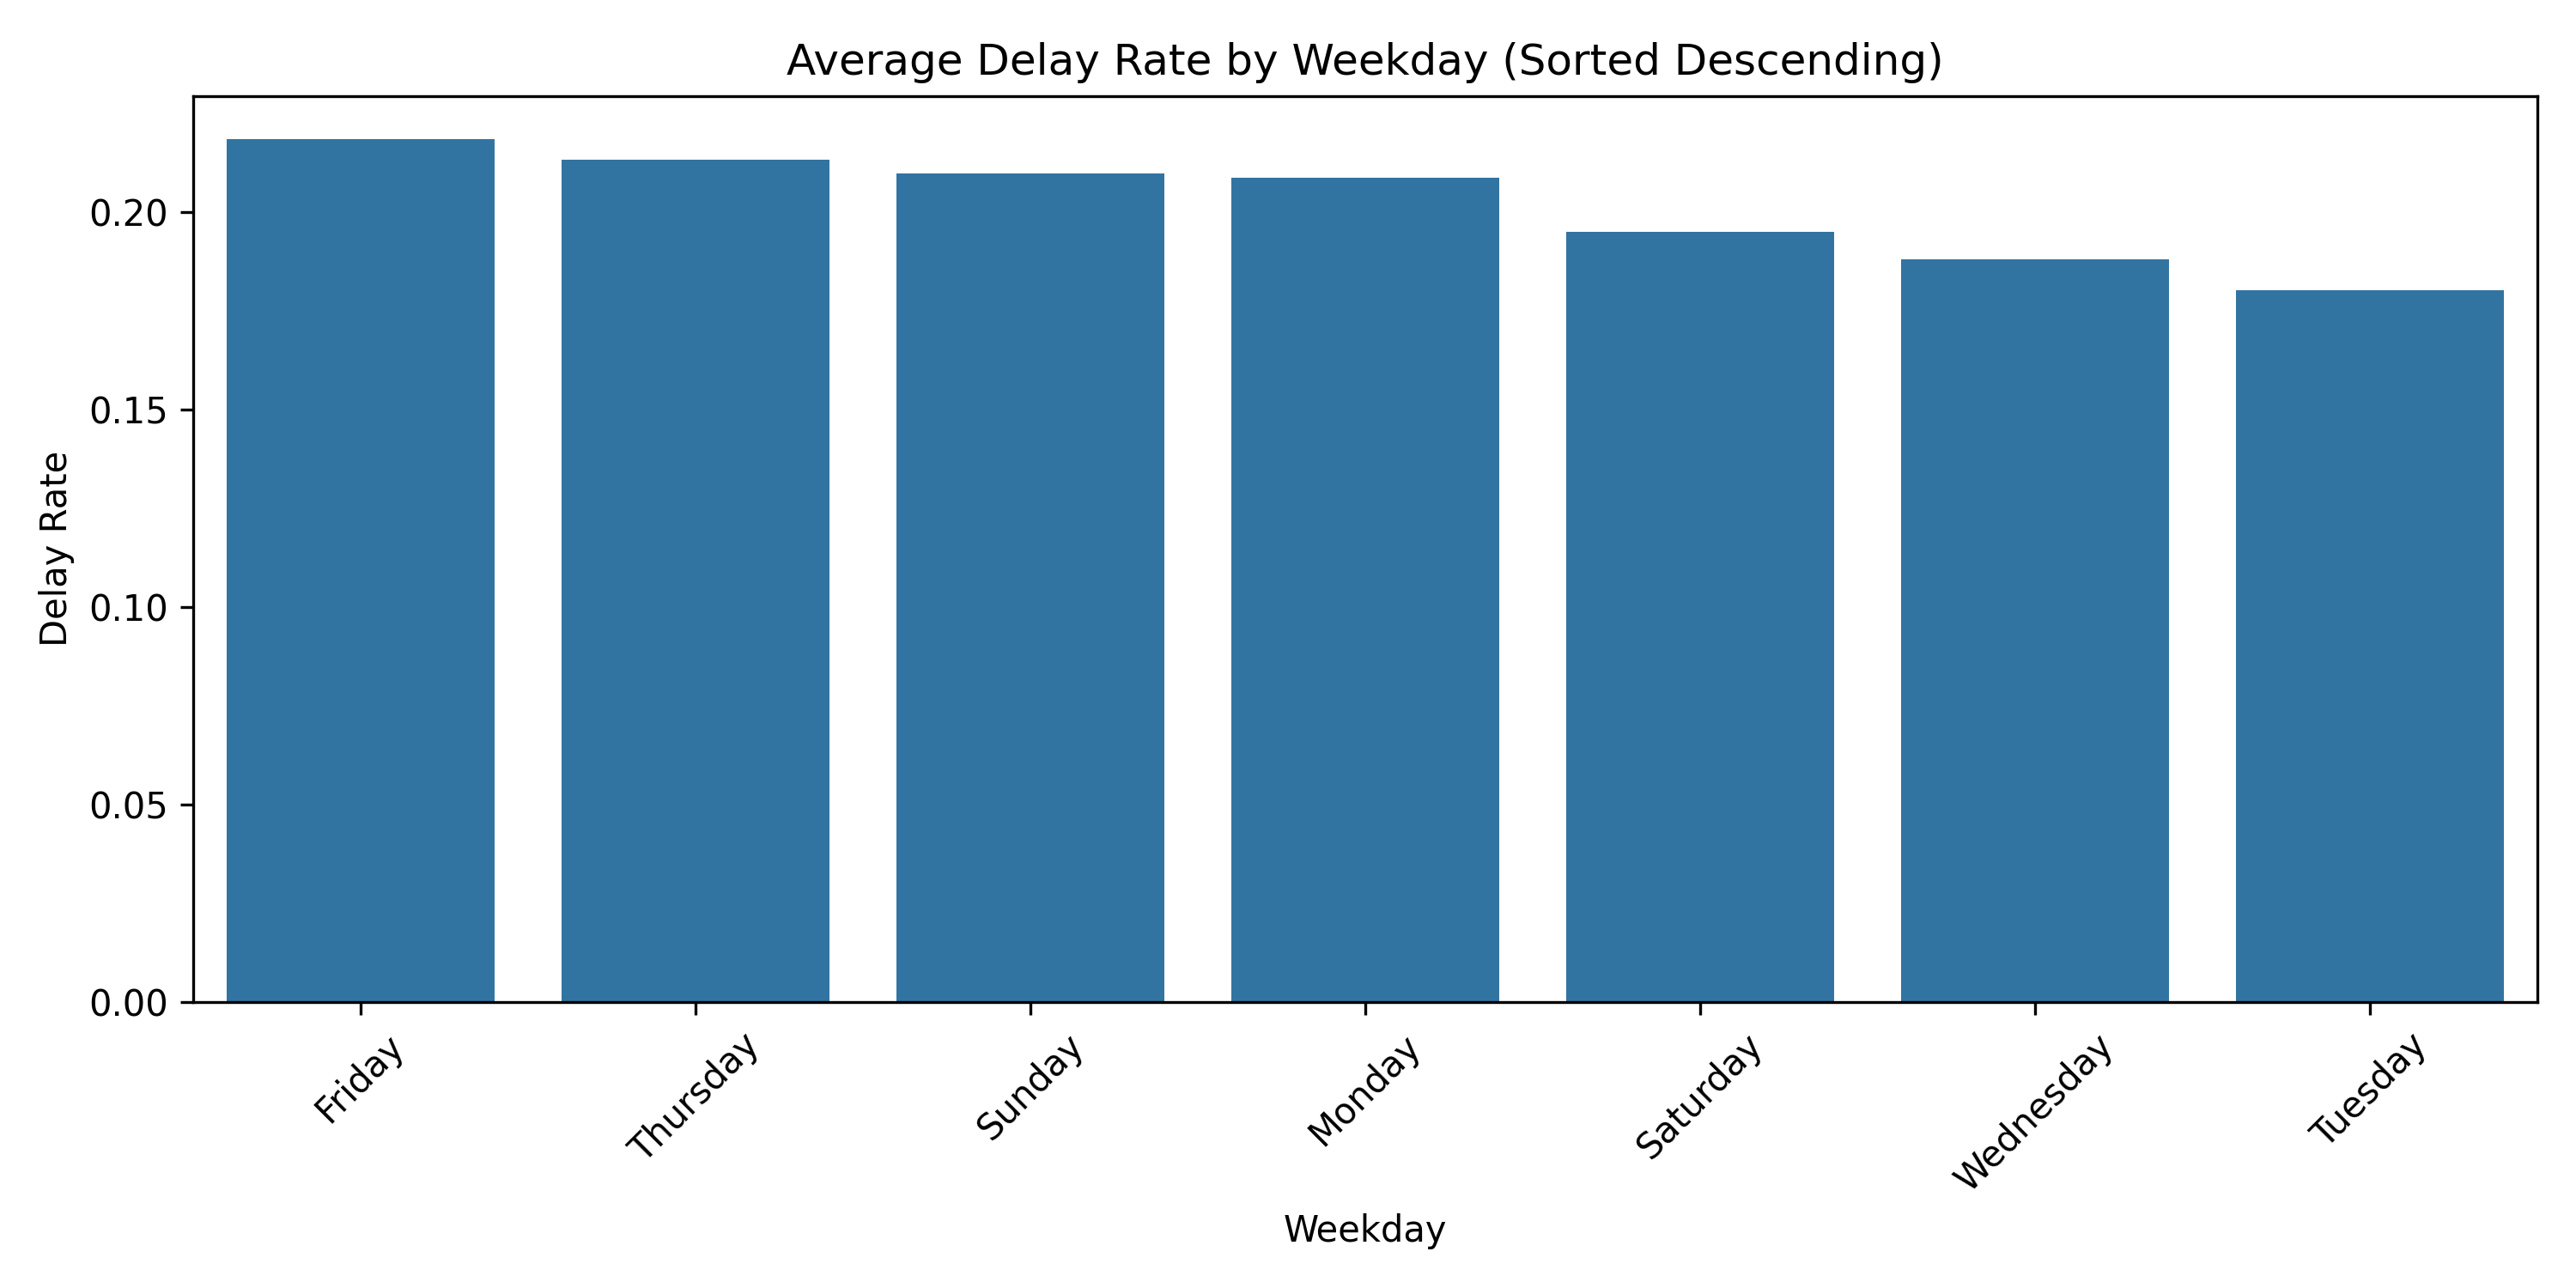 Average Delay Rate by Weekday (Sorted Descending)
Delay Rate
0.20
0.15
0.10
0.05
0.00
Friday
Thursday
Sunday
Monday
Saturday
Wednesday
Tuesday
Weekday